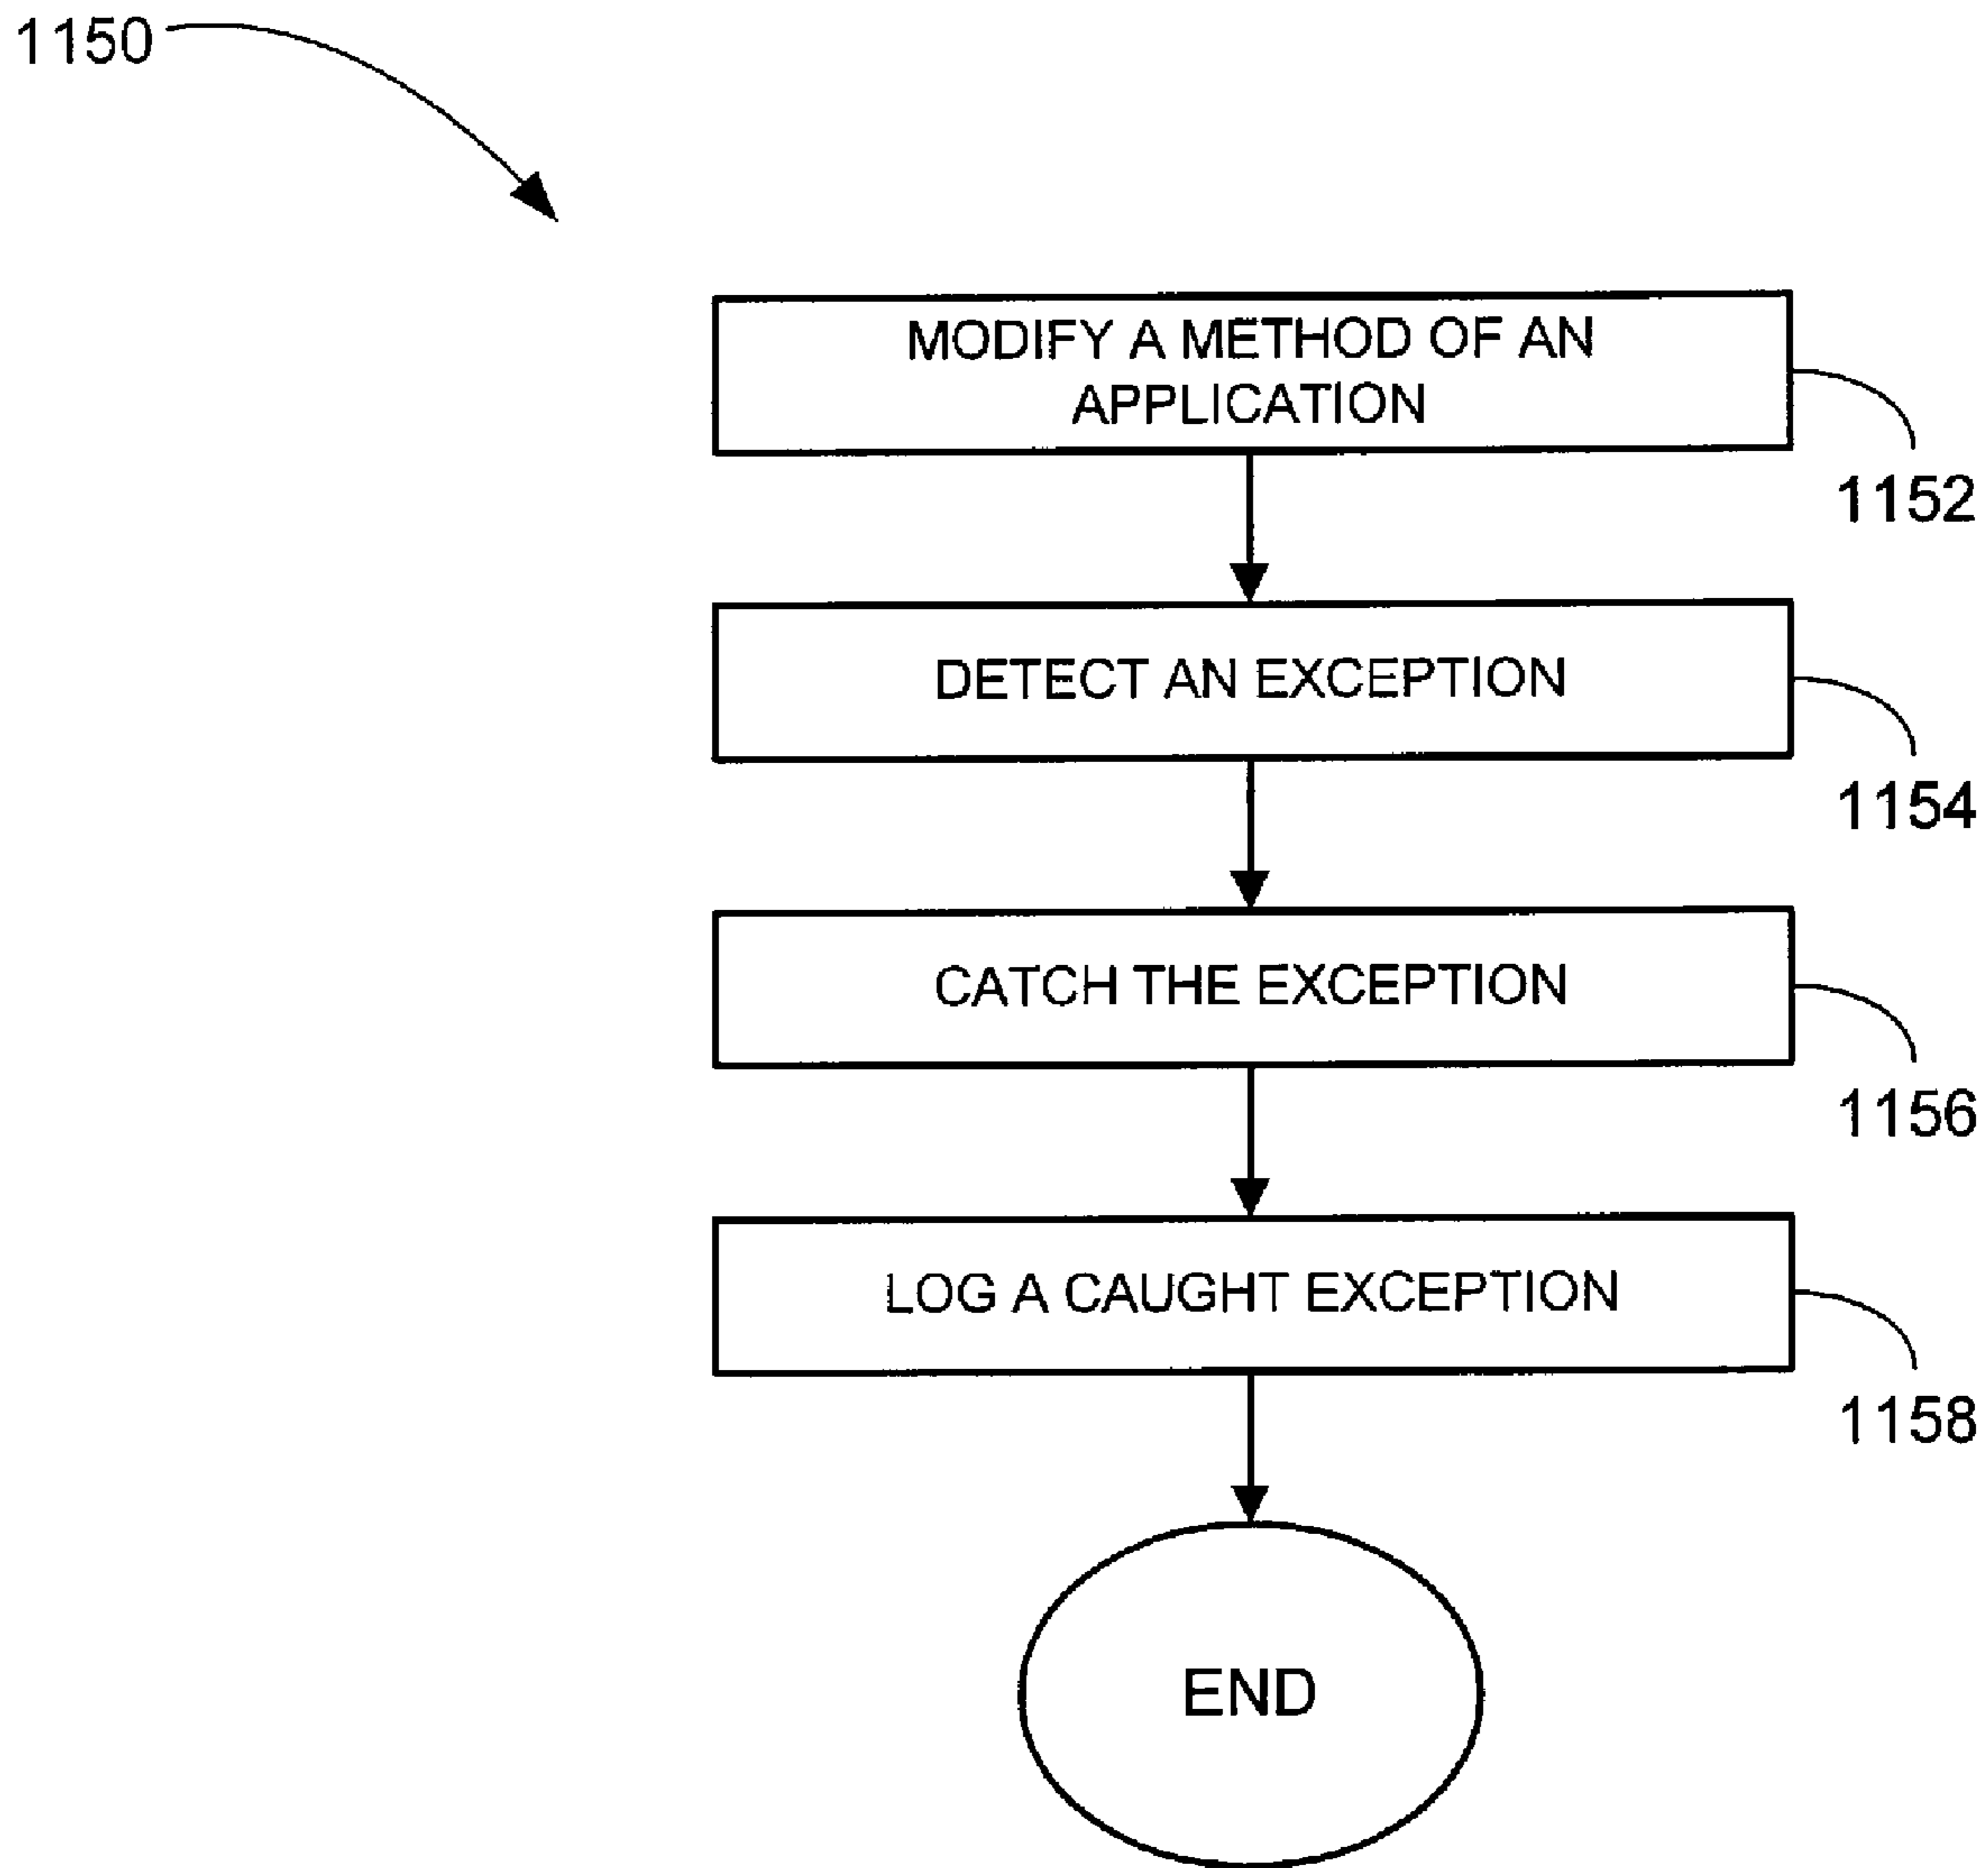 1150
MODIFY A METHOD OF AN
APPLICATION
1152
DETECT AN EXCEPTION
1154
CATCH THE EXCEPTION
1156
LOG A CAUGHT EXCEPTION
1158
END